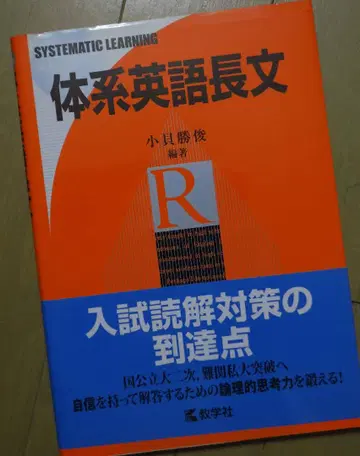 SYSTEMATIC LEARNING
体系英語長文
小貝勝俊
編著
R
入試読解対策の
到達点
国公立大二次,難関私大突破へ
自信を持って解答するための論理的思考力を鍛える!
教学社